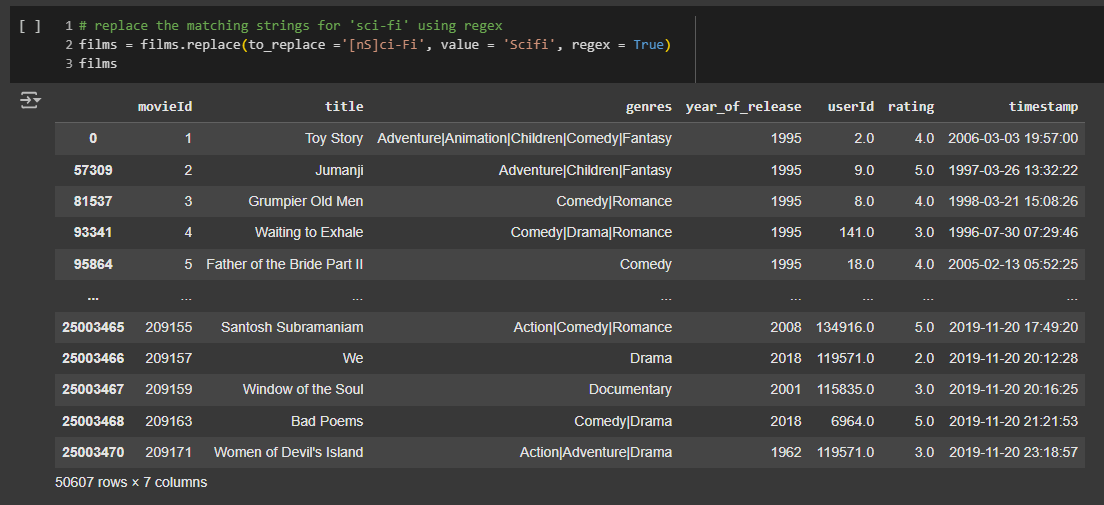 [ ] 1 # replace the matching strings for 'sci-fi' using regex
2 films = films.replace(to_replace ='[nS]ci-Fi', value = 'Scifi', regex = True)
3 films
movieId title genres year_of_release userId rating timestamp
0 1 Toy Story Adventure|Animation|Children|Comedy|Fantasy 1995 2.0 4.0 2006-03-03 19:57:00
57309 2 Jumanji Adventure|Children|Fantasy 1995 9.0 5.0 1997-03-26 13:32:22
81537 3 Grumpier Old Men Comedy|Romance 1995 8.0 4.0 1998-03-21 15:08:26
93341 4 Waiting to Exhale Comedy|Drama|Romance 1995 141.0 3.0 1996-07-30 07:29:46
95864 5 Father of the Bride Part II Comedy 1995 18.0 4.0 2005-02-13 05:52:25
... ... ... ... ... ... ... ...
25003465 209155 Santosh Subramaniam Action|Comedy|Romance 2008 134916.0 5.0 2019-11-20 17:49:20
25003466 209157 We Drama 2018 119571.0 2.0 2019-11-20 20:12:28
25003467 209159 Window of the Soul Documentary 2001 115835.0 3.0 2019-11-20 20:16:25
25003468 209163 Bad Poems Comedy|Drama 2018 6964.0 5.0 2019-11-20 21:21:53
25003470 209171 Women of Devil's Island Action|Adventure|Drama 1962 119571.0 3.0 2019-11-20 23:18:57
50607 rows × 7 columns